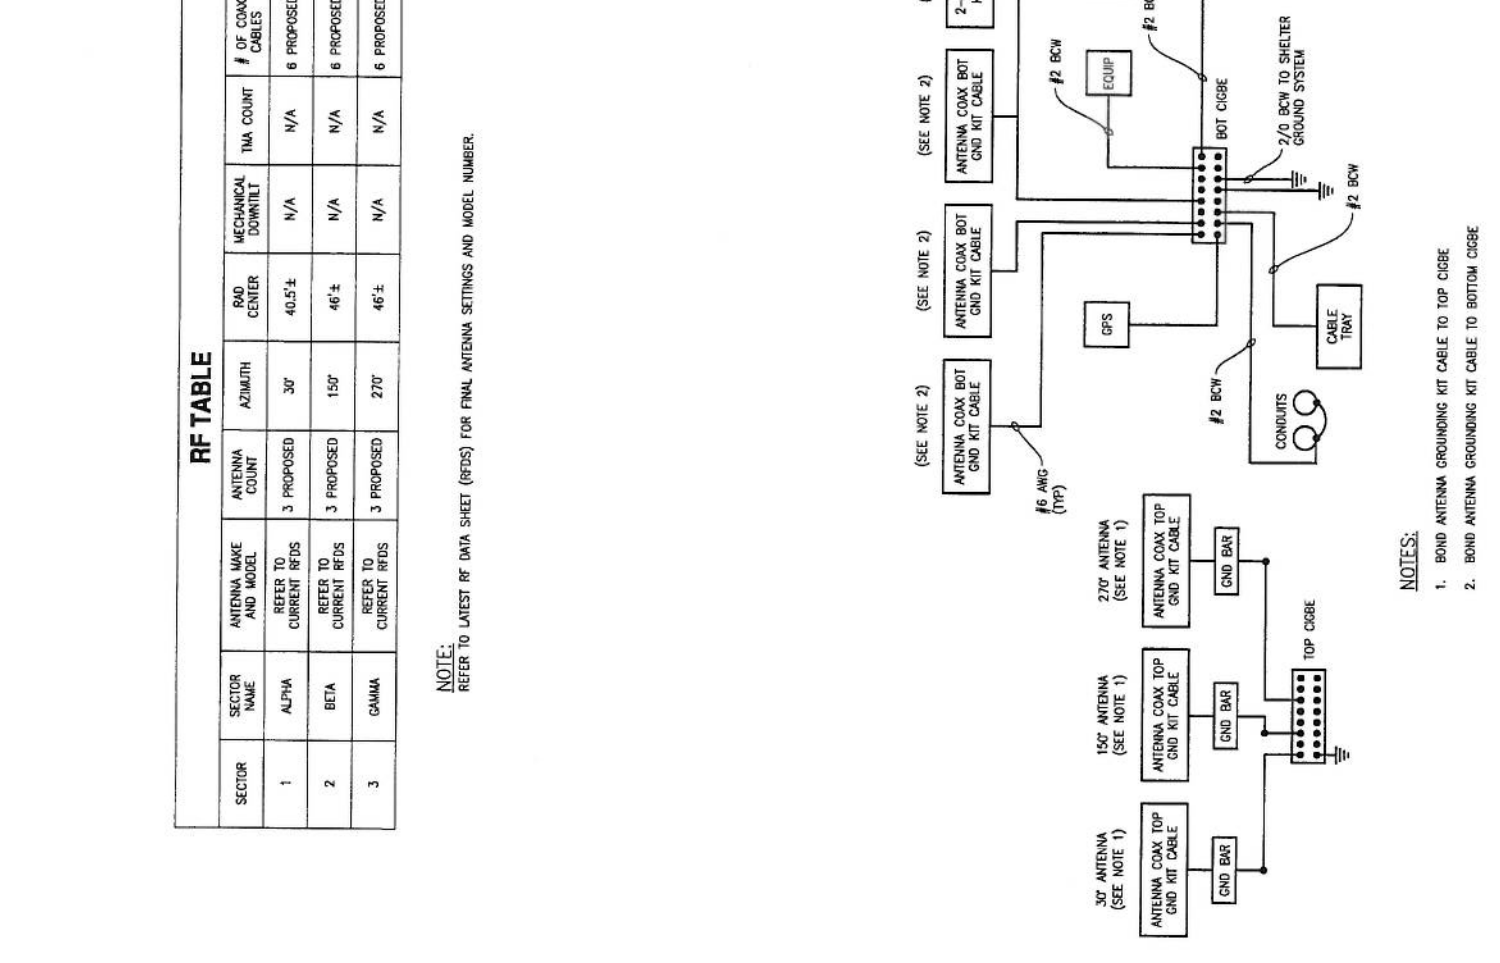 RF TABLE
SECTOR
SECTOR
NAME
ANTENNA MAKE
AND MODEL
ANTENNA
COUNT
AZIMUTH
RAD
CENTER
MECHANICAL
DOWNTILT
TMA COUNT
# OF COAX
CABLES
1
ALPHA
REFER TO
CURRENT RFDS
3 PROPOSED
30°
40.5'±
N/A
N/A
6 PROPOSED
2
BETA
REFER TO
CURRENT RFDS
3 PROPOSED
150°
46'±
N/A
N/A
6 PROPOSED
3
GAMMA
REFER TO
CURRENT RFDS
3 PROPOSED
270°
46'±
N/A
N/A
6 PROPOSED
NOTE:
REFER TO LATEST RF DATA SHEET (RFDS) FOR FINAL ANTENNA SETTINGS AND MODEL NUMBER.
(SEE NOTE 2)
ANTENNA COAX BOT
GND KIT CABLE
(SEE NOTE 2)
ANTENNA COAX BOT
GND KIT CABLE
(SEE NOTE 2)
ANTENNA COAX BOT
GND KIT CABLE
#6 AWG
(TYP)
GPS
EQUIP
#2 BCW
#2
BOT CIGBE
2/0 BCW TO SHELTER
GROUND SYSTEM
#2 BCW
CABLE
TRAY
#2 BCW
CONDUITS
30° ANTENNA
(SEE NOTE 1)
ANTENNA COAX TOP
GND KIT CABLE
GND BAR
150° ANTENNA
(SEE NOTE 1)
ANTENNA COAX TOP
GND KIT CABLE
GND BAR
270° ANTENNA
(SEE NOTE 1)
ANTENNA COAX TOP
GND KIT CABLE
GND BAR
TOP CIGBE
NOTES:
1. BOND ANTENNA GROUNDING KIT CABLE TO TOP CIGBE
2. BOND ANTENNA GROUNDING KIT CABLE TO BOTTOM CIGBE